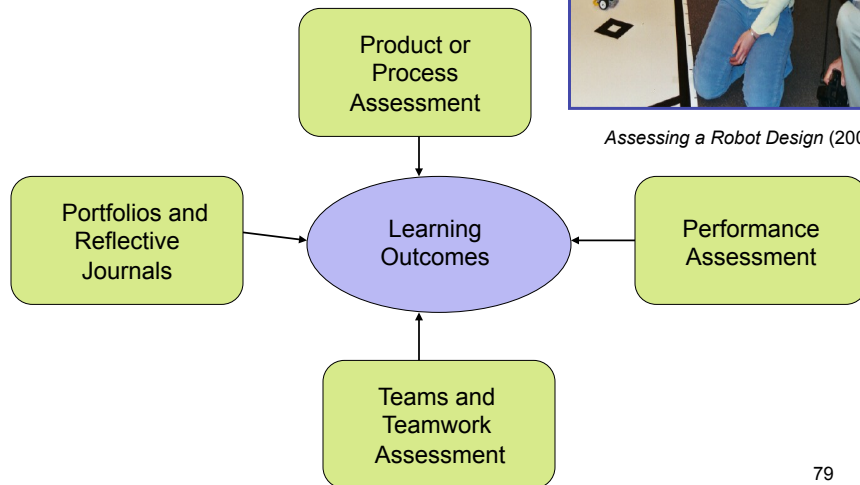 Product or
Process
Assessment
Assessing a Robot Design (200
Portfolios and
Reflective
Journals
Learning
Outcomes
Performance
Assessment
Teams and
Teamwork
Assessment
79